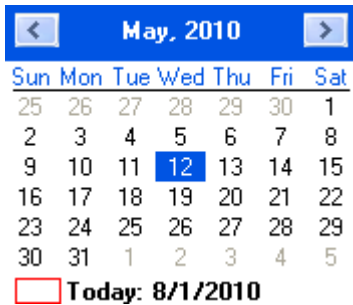 May, 2010
Sun Mon Tue Wed Thu Fri Sat
25 26 27 28 29 30 1
2 3 4 5 6 7 8
9 10 11 12 13 14 15
16 17 18 19 20 21 22
23 24 25 26 27 28 29
30 31 1 2 3 4 5
Today: 8/1/2010